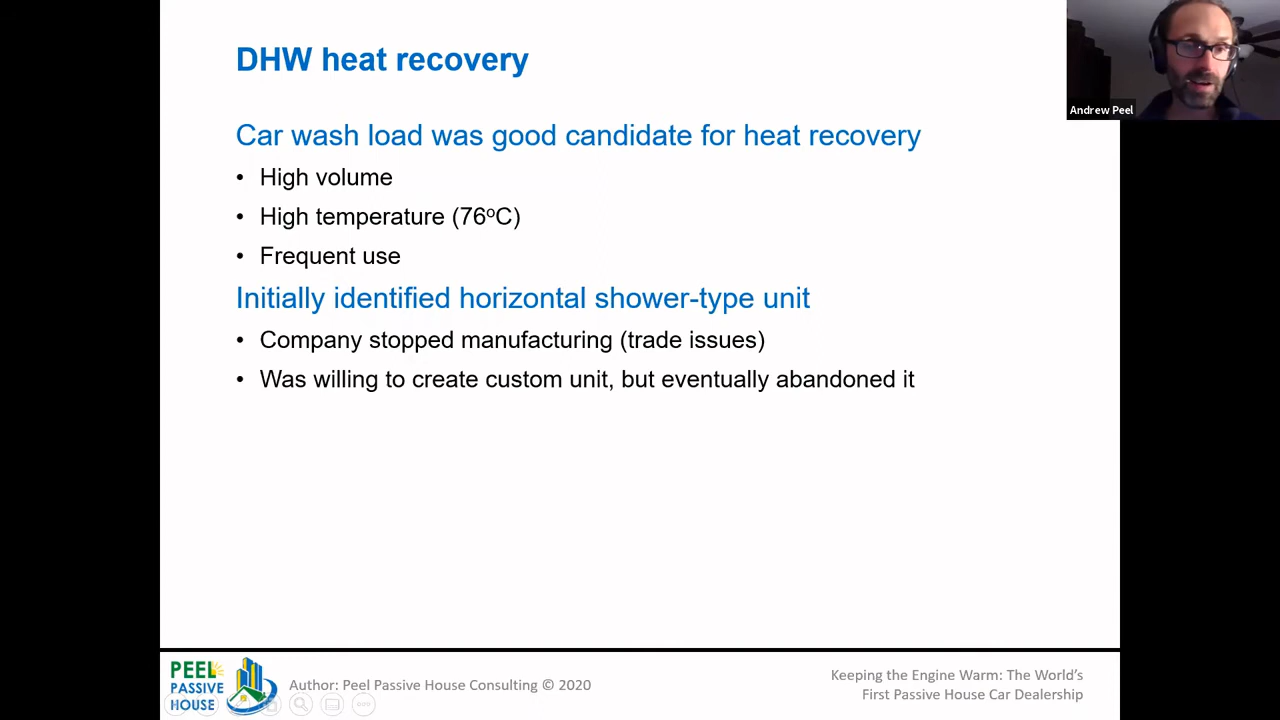 DHW heat recovery
Andrew Peel
Car wash load was good candidate for heat recovery
• High volume
• High temperature (76ºC)
• Frequent use
Initially identified horizontal shower-type unit
• Company stopped manufacturing (trade issues)
• Was willing to create custom unit, but eventually abandoned it
PEEL
PASSIVE
HOUSE
Author: Peel Passive House Consulting © 2020
Keeping the Engine Warm: The World’s
First Passive House Car Dealership